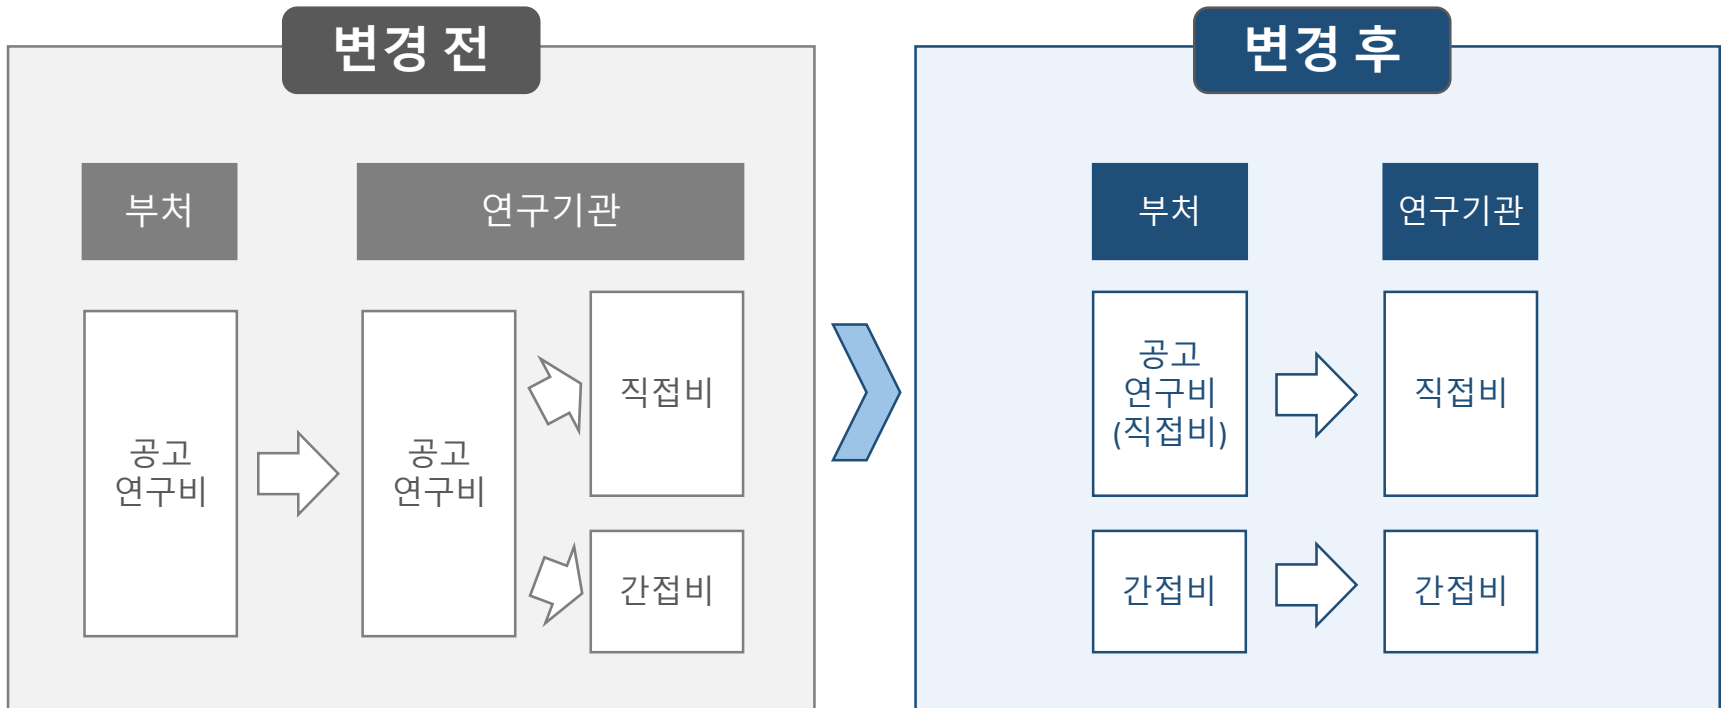 변경 전
부처
연구기관
공고
연구비
공고
연구비
직접비
간접비
변경 후
부처
연구기관
공고
연구비
(직접비)
직접비
간접비
간접비